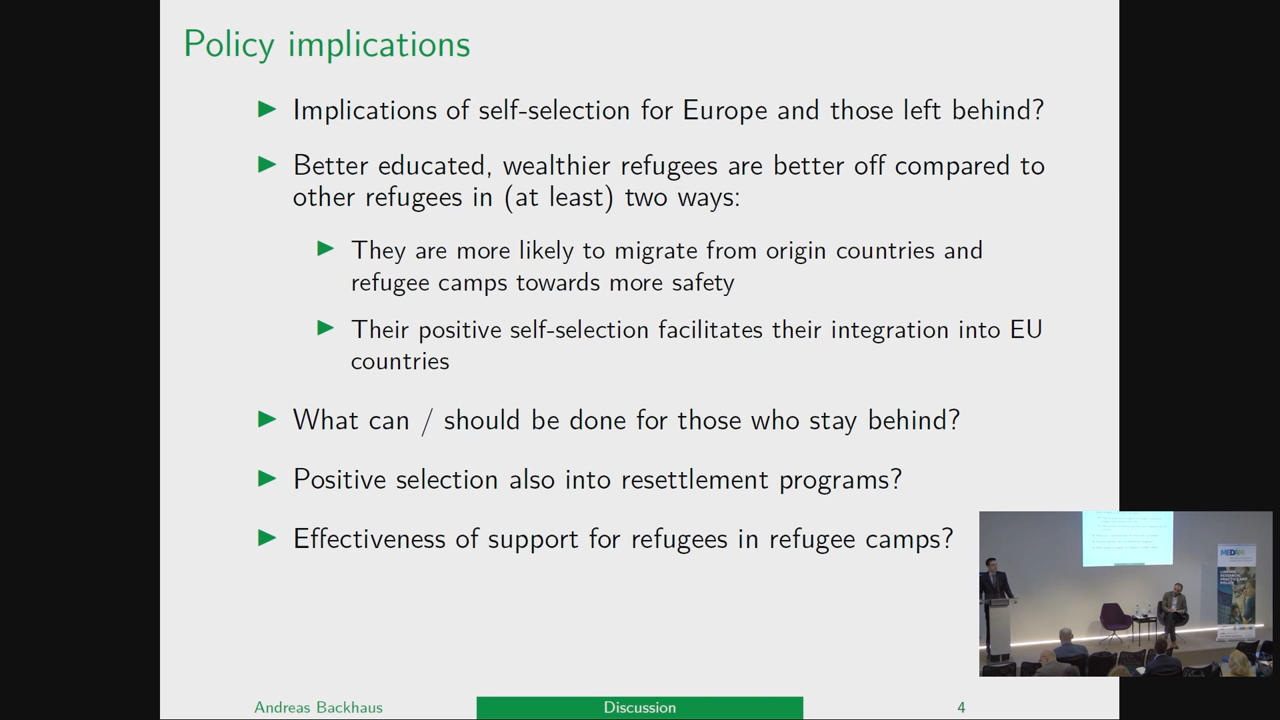 Policy implications
Implications of self-selection for Europe and those left behind?
Better educated, wealthier refugees are better off compared to
other refugees in (at least) two ways:
They are more likely to migrate from origin countries and
refugee camps towards more safety
Their positive self-selection facilitates their integration into EU
countries
What can / should be done for those who stay behind?
Positive selection also into resettlement programs?
Effectiveness of support for refugees in refugee camps?
MEDAM
Andreas Backhaus
Discussion
4